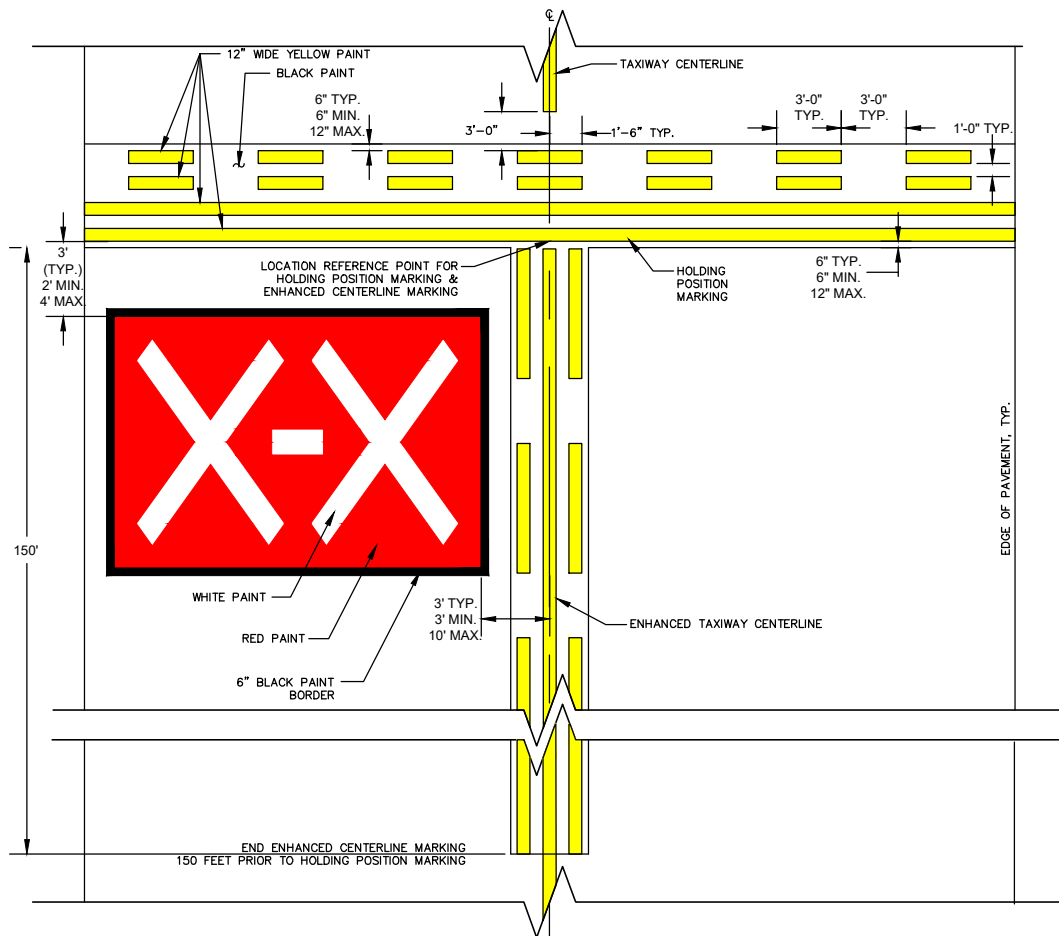 ℄
12" WIDE YELLOW PAINT
BLACK PAINT
TAXIWAY CENTERLINE
6" TYP.
6" MIN.
12" MAX.
3'-0"
1'-6" TYP.
3'-0"
TYP.
3'-0"
TYP.
1'-0" TYP.
3'
(TYP.)
2' MIN.
4' MAX.
LOCATION REFERENCE POINT FOR
HOLDING POSITION MARKING &
ENHANCED CENTERLINE MARKING
HOLDING
POSITION
MARKING
6" TYP.
6" MIN.
12" MAX.
X-X
EDGE OF PAVEMENT, TYP.
150'
WHITE PAINT
RED PAINT
6" BLACK PAINT
BORDER
3' TYP.
3' MIN.
10' MAX.
ENHANCED TAXIWAY CENTERLINE
END ENHANCED CENTERLINE MARKING
150 FEET PRIOR TO HOLDING POSITION MARKING